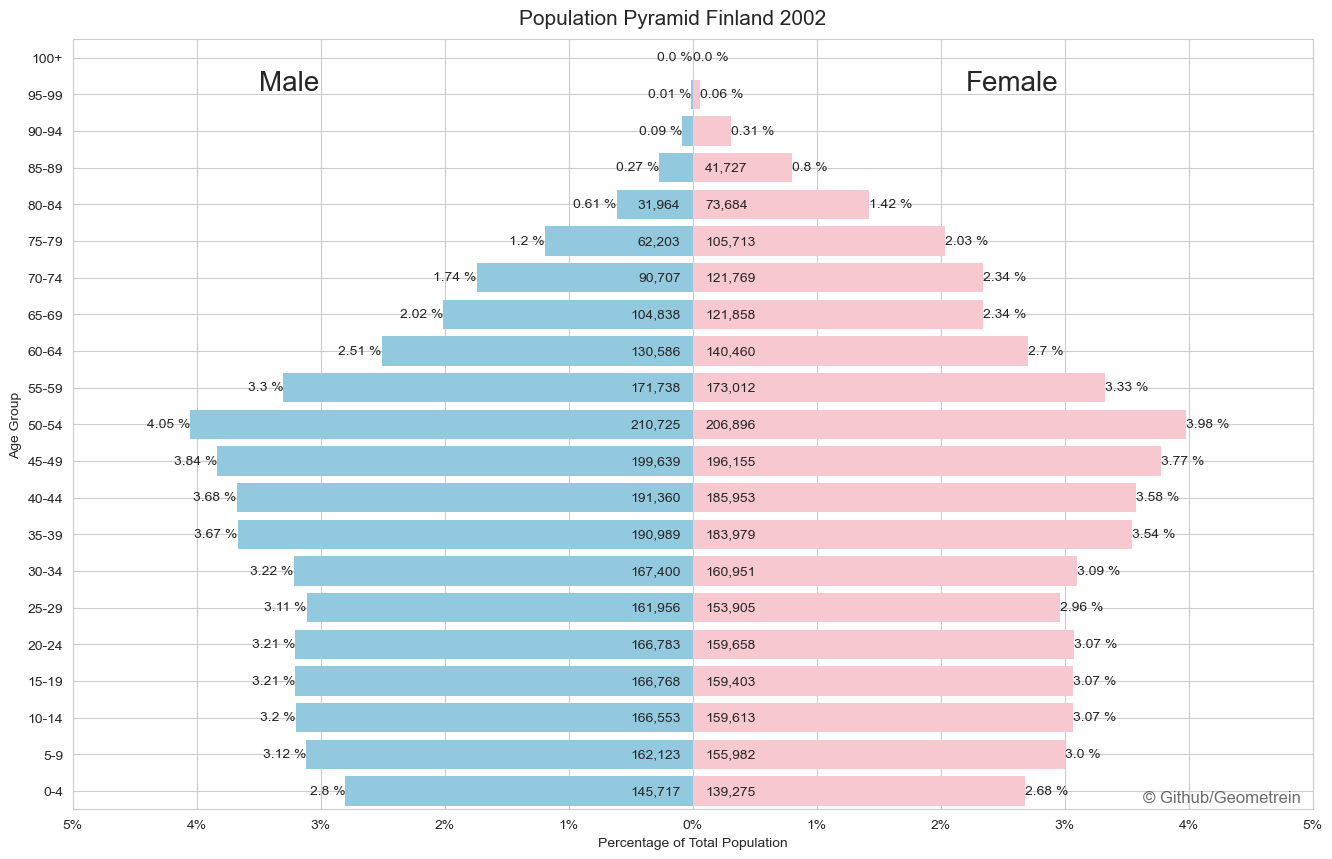 Population Pyramid Finland 2002
Male
Female
Age Group
100+ 0.0 % 0.0 %
95-99 0.01 % 0.06 %
90-94 0.09 % 0.31 %
85-89 0.27 % 41,727 0.8 %
80-84 0.61 % 31,964 73,684 1.42 %
75-79 1.2 % 62,203 105,713 2.03 %
70-74 1.74 % 90,707 121,769 2.34 %
65-69 2.02 % 104,838 121,858 2.34 %
60-64 2.51 % 130,586 140,460 2.7 %
55-59 3.3 % 171,738 173,012 3.33 %
50-54 4.05 % 210,725 206,896 3.98 %
45-49 3.84 % 199,639 196,155 3.77 %
40-44 3.68 % 191,360 185,953 3.58 %
35-39 3.67 % 190,989 183,979 3.54 %
30-34 3.22 % 167,400 160,951 3.09 %
25-29 3.11 % 161,956 153,905 2.96 %
20-24 3.21 % 166,783 159,658 3.07 %
15-19 3.21 % 166,768 159,403 3.07 %
10-14 3.2 % 166,553 159,613 3.07 %
5-9 3.12 % 162,123 155,982 3.0 %
0-4 2.8 % 145,717 139,275 2.68 %
© Github/Geometrein
5% 4% 3% 2% 1% 0% 1% 2% 3% 4% 5%
Percentage of Total Population